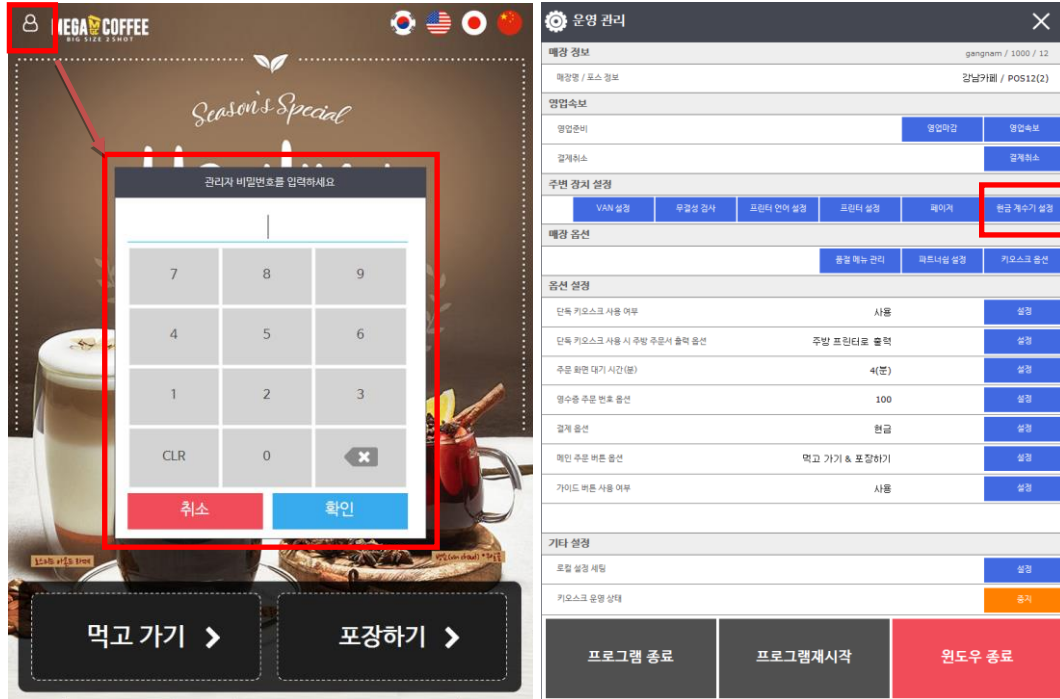 MEGA MGC COFFEE
BIG SIZE 2SHOT
Season's Special
관리자 비밀번호를 입력하세요
7 8 9
4 5 6
1 2 3
CLR 0
취소 확인
먹고 가기
포장하기
운영 관리
매장 정보 gangnam / 1000 / 12
매장명 / 포스 정보 강남카페 / POS12(2)
영업속보
영업준비 영업마감 영업속보
결제취소 결제취소
주변 장치 설정
VAN 설정 무결성 검사 프린터 언어 설정 프린터 설정 페이저 현금 계수기 설정
매장 옵션
품절 메뉴 관리 파트너쉽 설정 키오스크 옵션
옵션 설정
단독 키오스크 사용 여부 사용 설정
단독 키오스크 사용 시 주방 주문서 출력 옵션 주방 프린터로 출력 설정
주문 화면 대기 시간(분) 4(분) 설정
영수증 주문 번호 옵션 100 설정
결제 옵션 현금 설정
메인 주문 버튼 옵션 먹고 가기 & 포장하기 설정
가이드 버튼 사용 여부 사용 설정
기타 설정
로컬 설정 세팅 설정
키오스크 운영 상태 중지
프로그램 종료 프로그램재시작 윈도우 종료